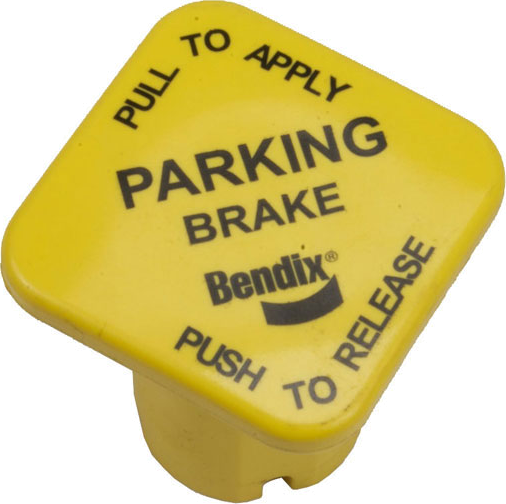 PULL TO APPLY
PARKING
BRAKE
Bendix®
PUSH TO RELEASE